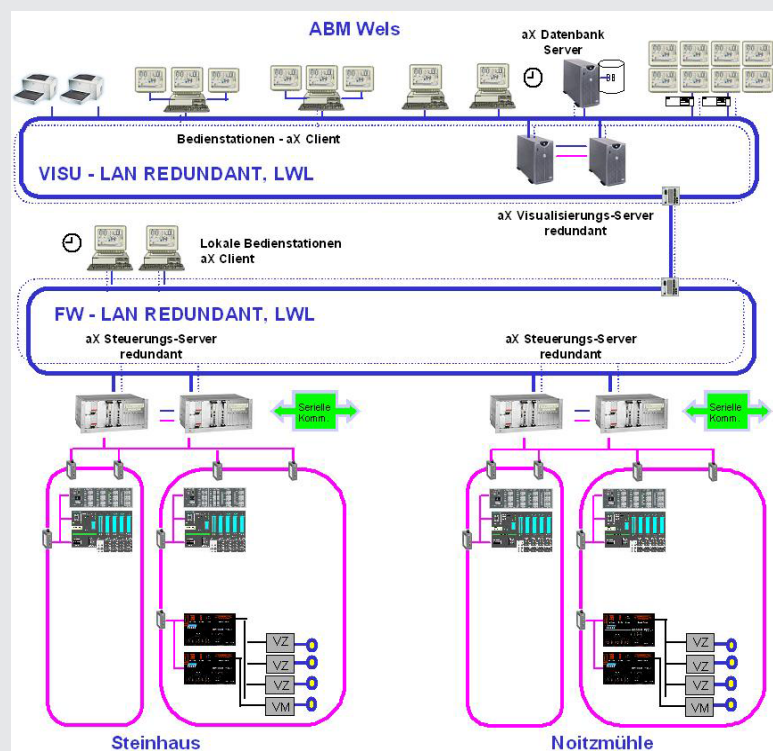 ABM Wels
aX Datenbank
Server
Bedienstationen - aX Client
VISU - LAN REDUNDANT, LWL
aX Visualisierungs-Server
redundant
Lokale Bedienstationen
aX Client
FW - LAN REDUNDANT, LWL
aX Steuerungs-Server
redundant
aX Steuerungs-Server
redundant
Serielle
Komm.
Serielle
Komm.
VZ
VZ
VZ
VM
VZ
VZ
VZ
VM
Steinhaus
Noitzmühle